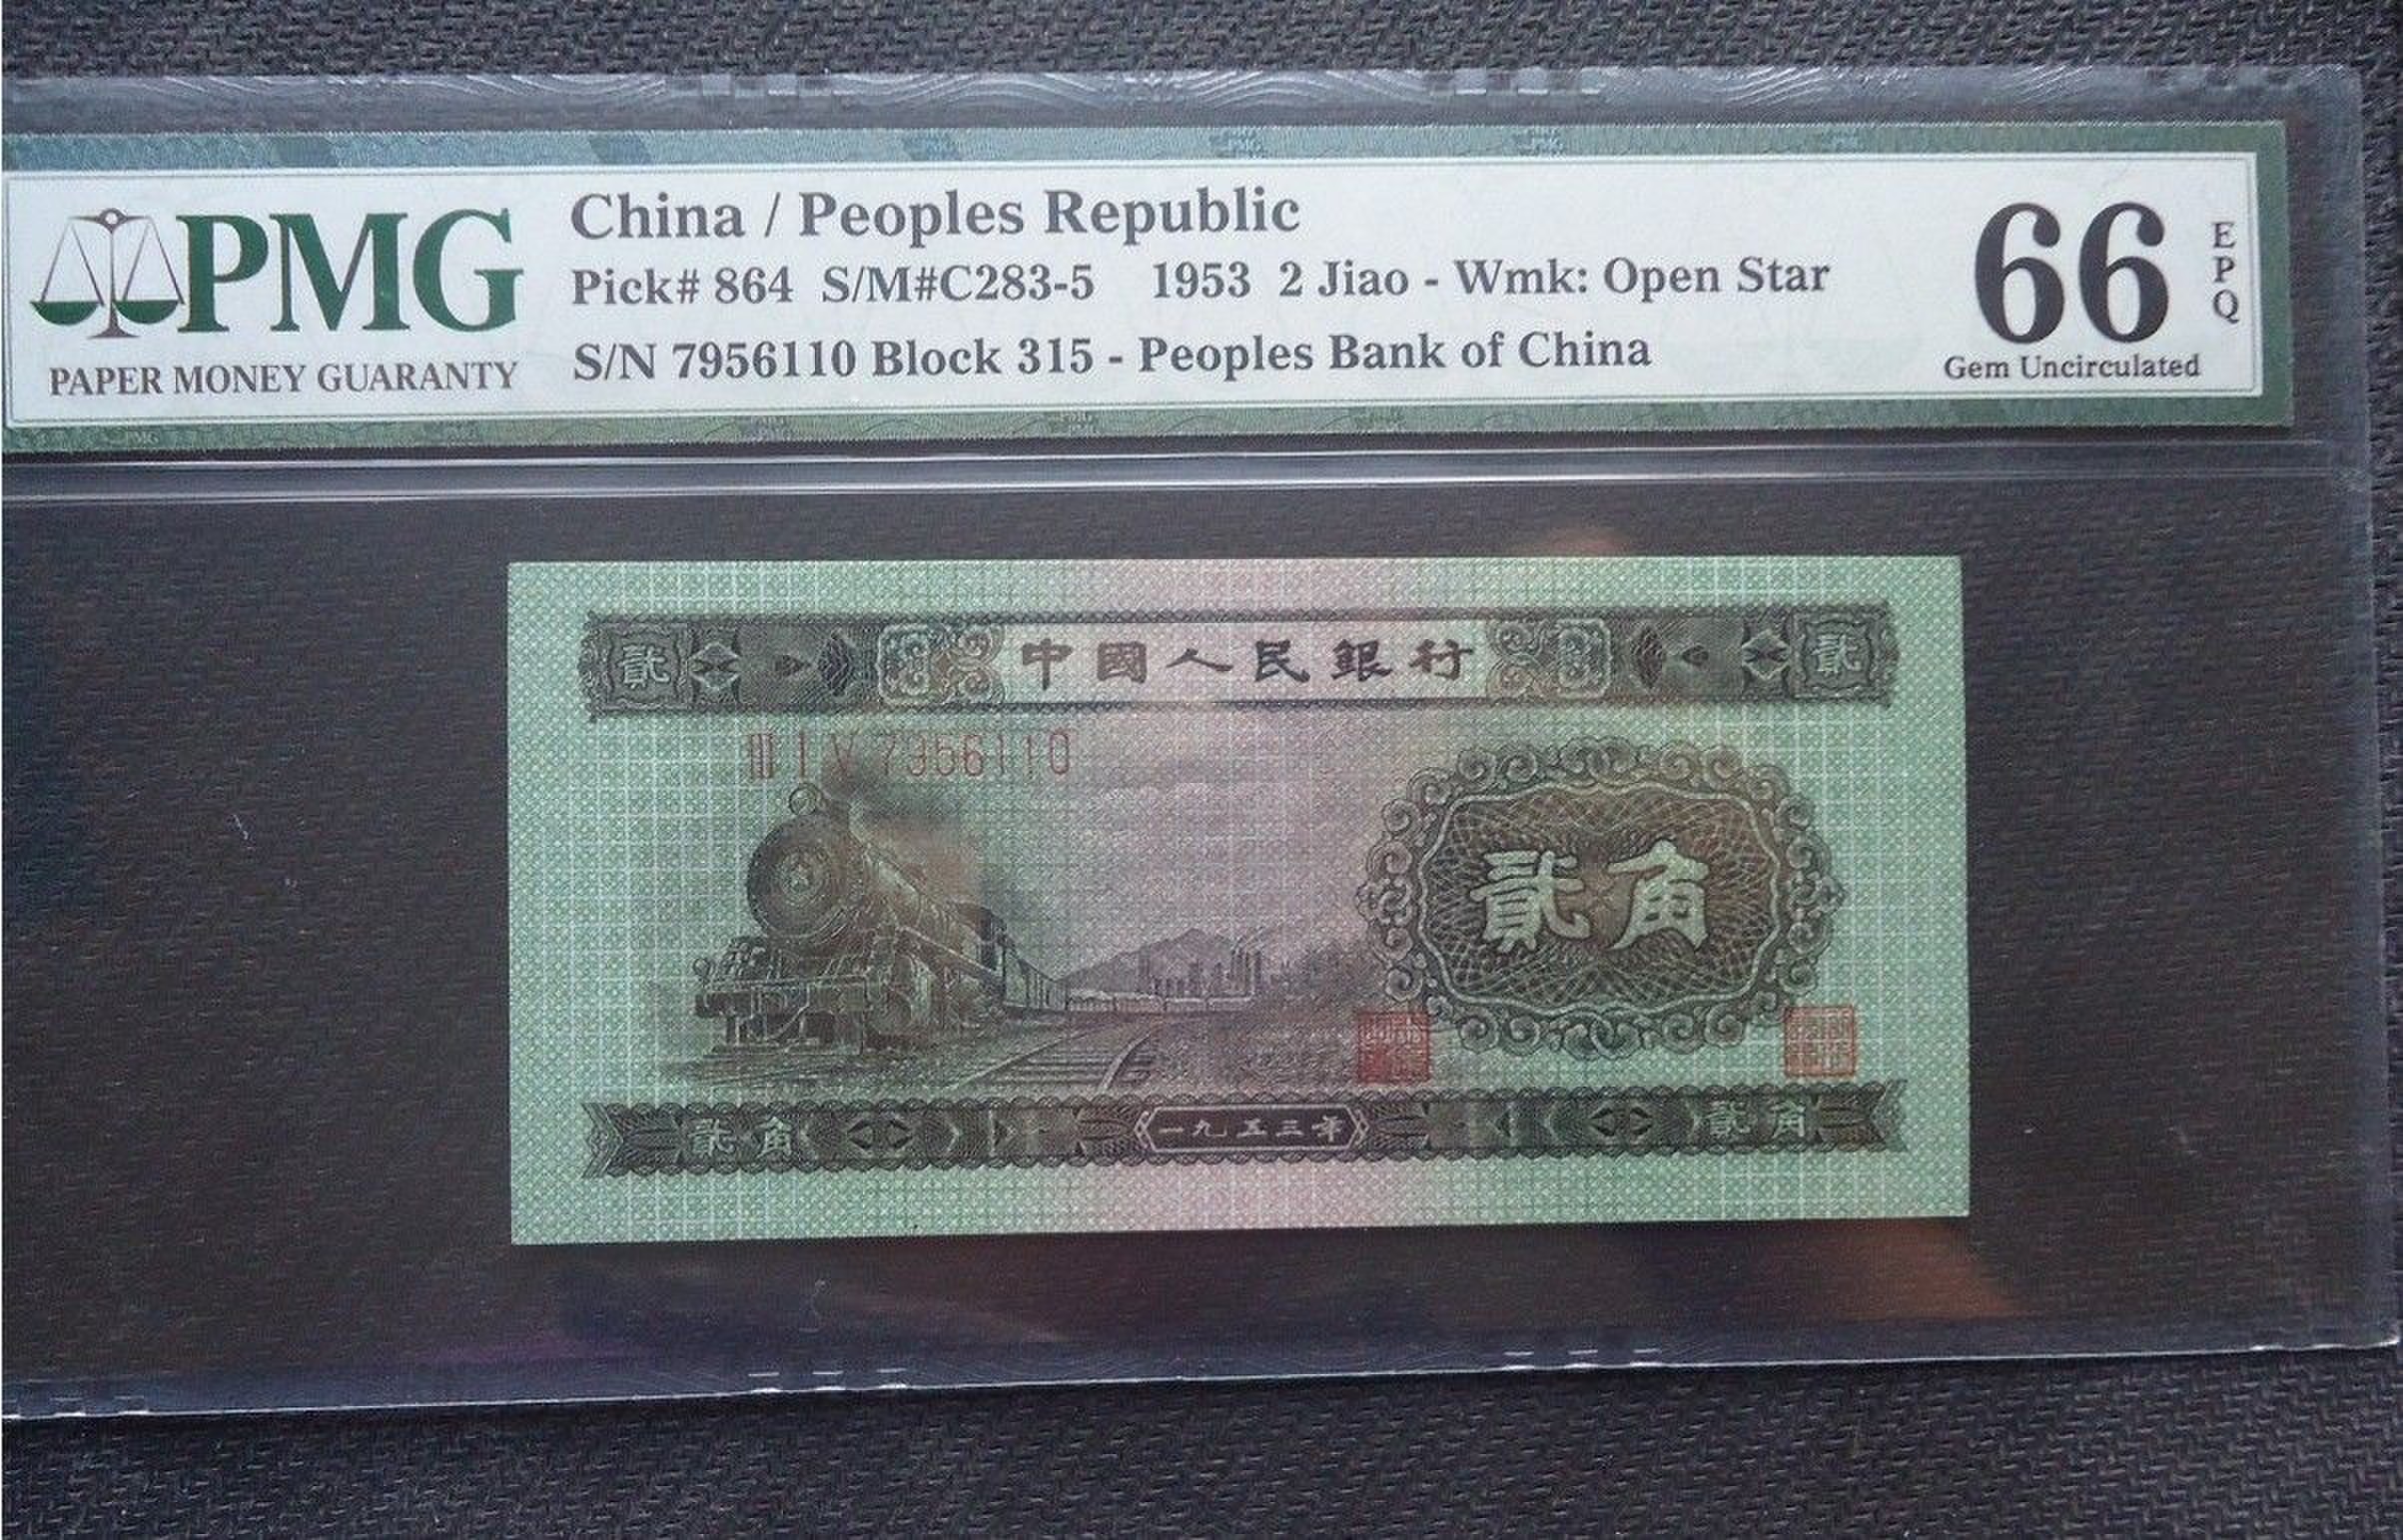 PMG
PAPER MONEY GUARANTY
China / Peoples Republic
Pick# 864 S/M#C283-5 1953 2 Jiao - Wmk: Open Star
S/N 7956110 Block 315 - Peoples Bank of China
66
EPQ
Gem Uncirculated
貳 中國人民銀行 貳
III I V 7956110
貳角
貳角 一九五三年 貳角